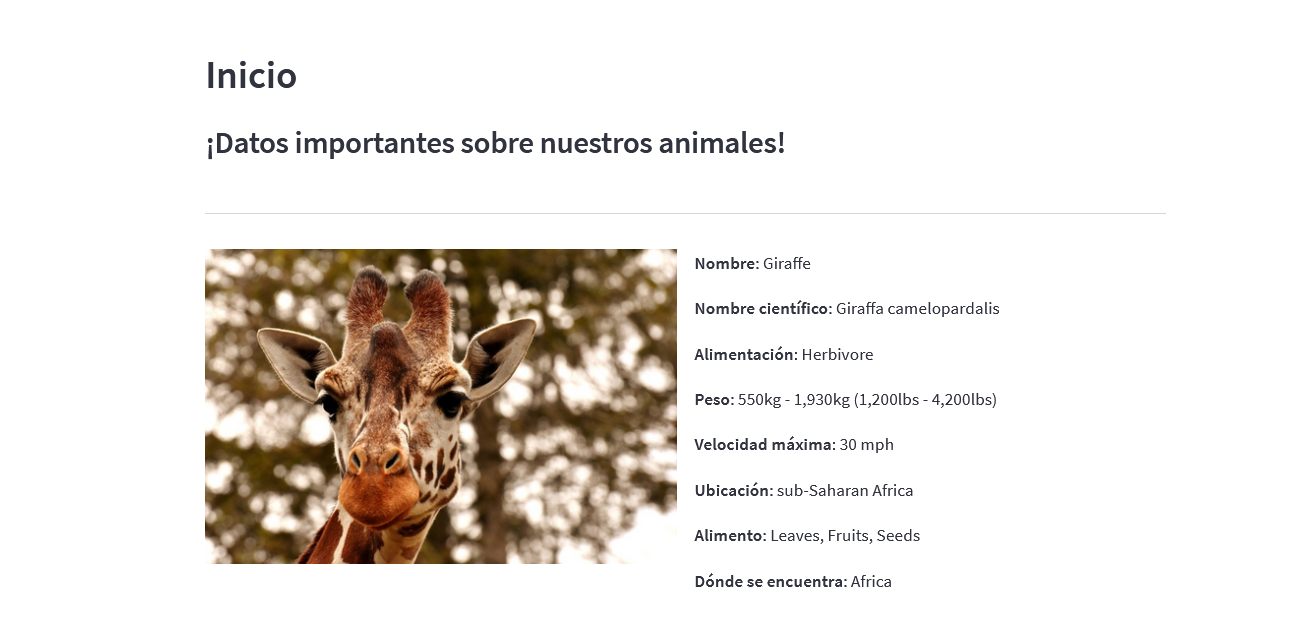 Inicio
¡Datos importantes sobre nuestros animales!
Nombre: Giraffe
Nombre científico: Giraffa camelopardalis
Alimentación: Herbivore
Peso: 550kg - 1,930kg (1,200lbs - 4,200lbs)
Velocidad máxima: 30 mph
Ubicación: sub-Saharan Africa
Alimento: Leaves, Fruits, Seeds
Dónde se encuentra: Africa